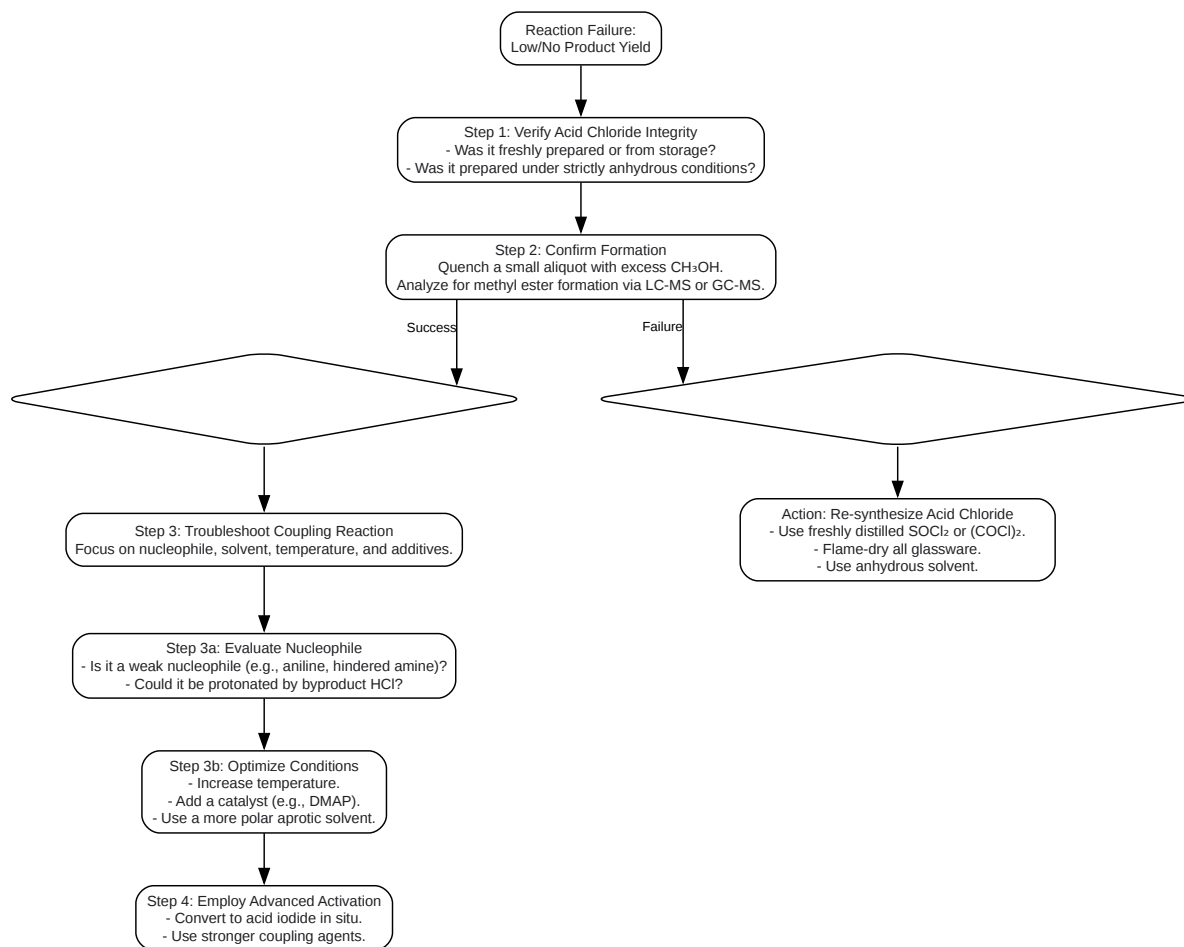 Reaction Failure:
Low/No Product Yield
Step 1: Verify Acid Chloride Integrity
- Was it freshly prepared or from storage?
- Was it prepared under strictly anhydrous conditions?
Step 2: Confirm Formation
Quench a small aliquot with excess CH₃OH.
Analyze for methyl ester formation via LC-MS or GC-MS.
Success
Failure
Step 3: Troubleshoot Coupling Reaction
Focus on nucleophile, solvent, temperature, and additives.
Action: Re-synthesize Acid Chloride
- Use freshly distilled SOCl₂ or (COCl)₂.
- Flame-dry all glassware.
- Use anhydrous solvent.
Step 3a: Evaluate Nucleophile
- Is it a weak nucleophile (e.g., aniline, hindered amine)?
- Could it be protonated by byproduct HCl?
Step 3b: Optimize Conditions
- Increase temperature.
- Add a catalyst (e.g., DMAP).
- Use a more polar aprotic solvent.
Step 4: Employ Advanced Activation
- Convert to acid iodide in situ.
- Use stronger coupling agents.